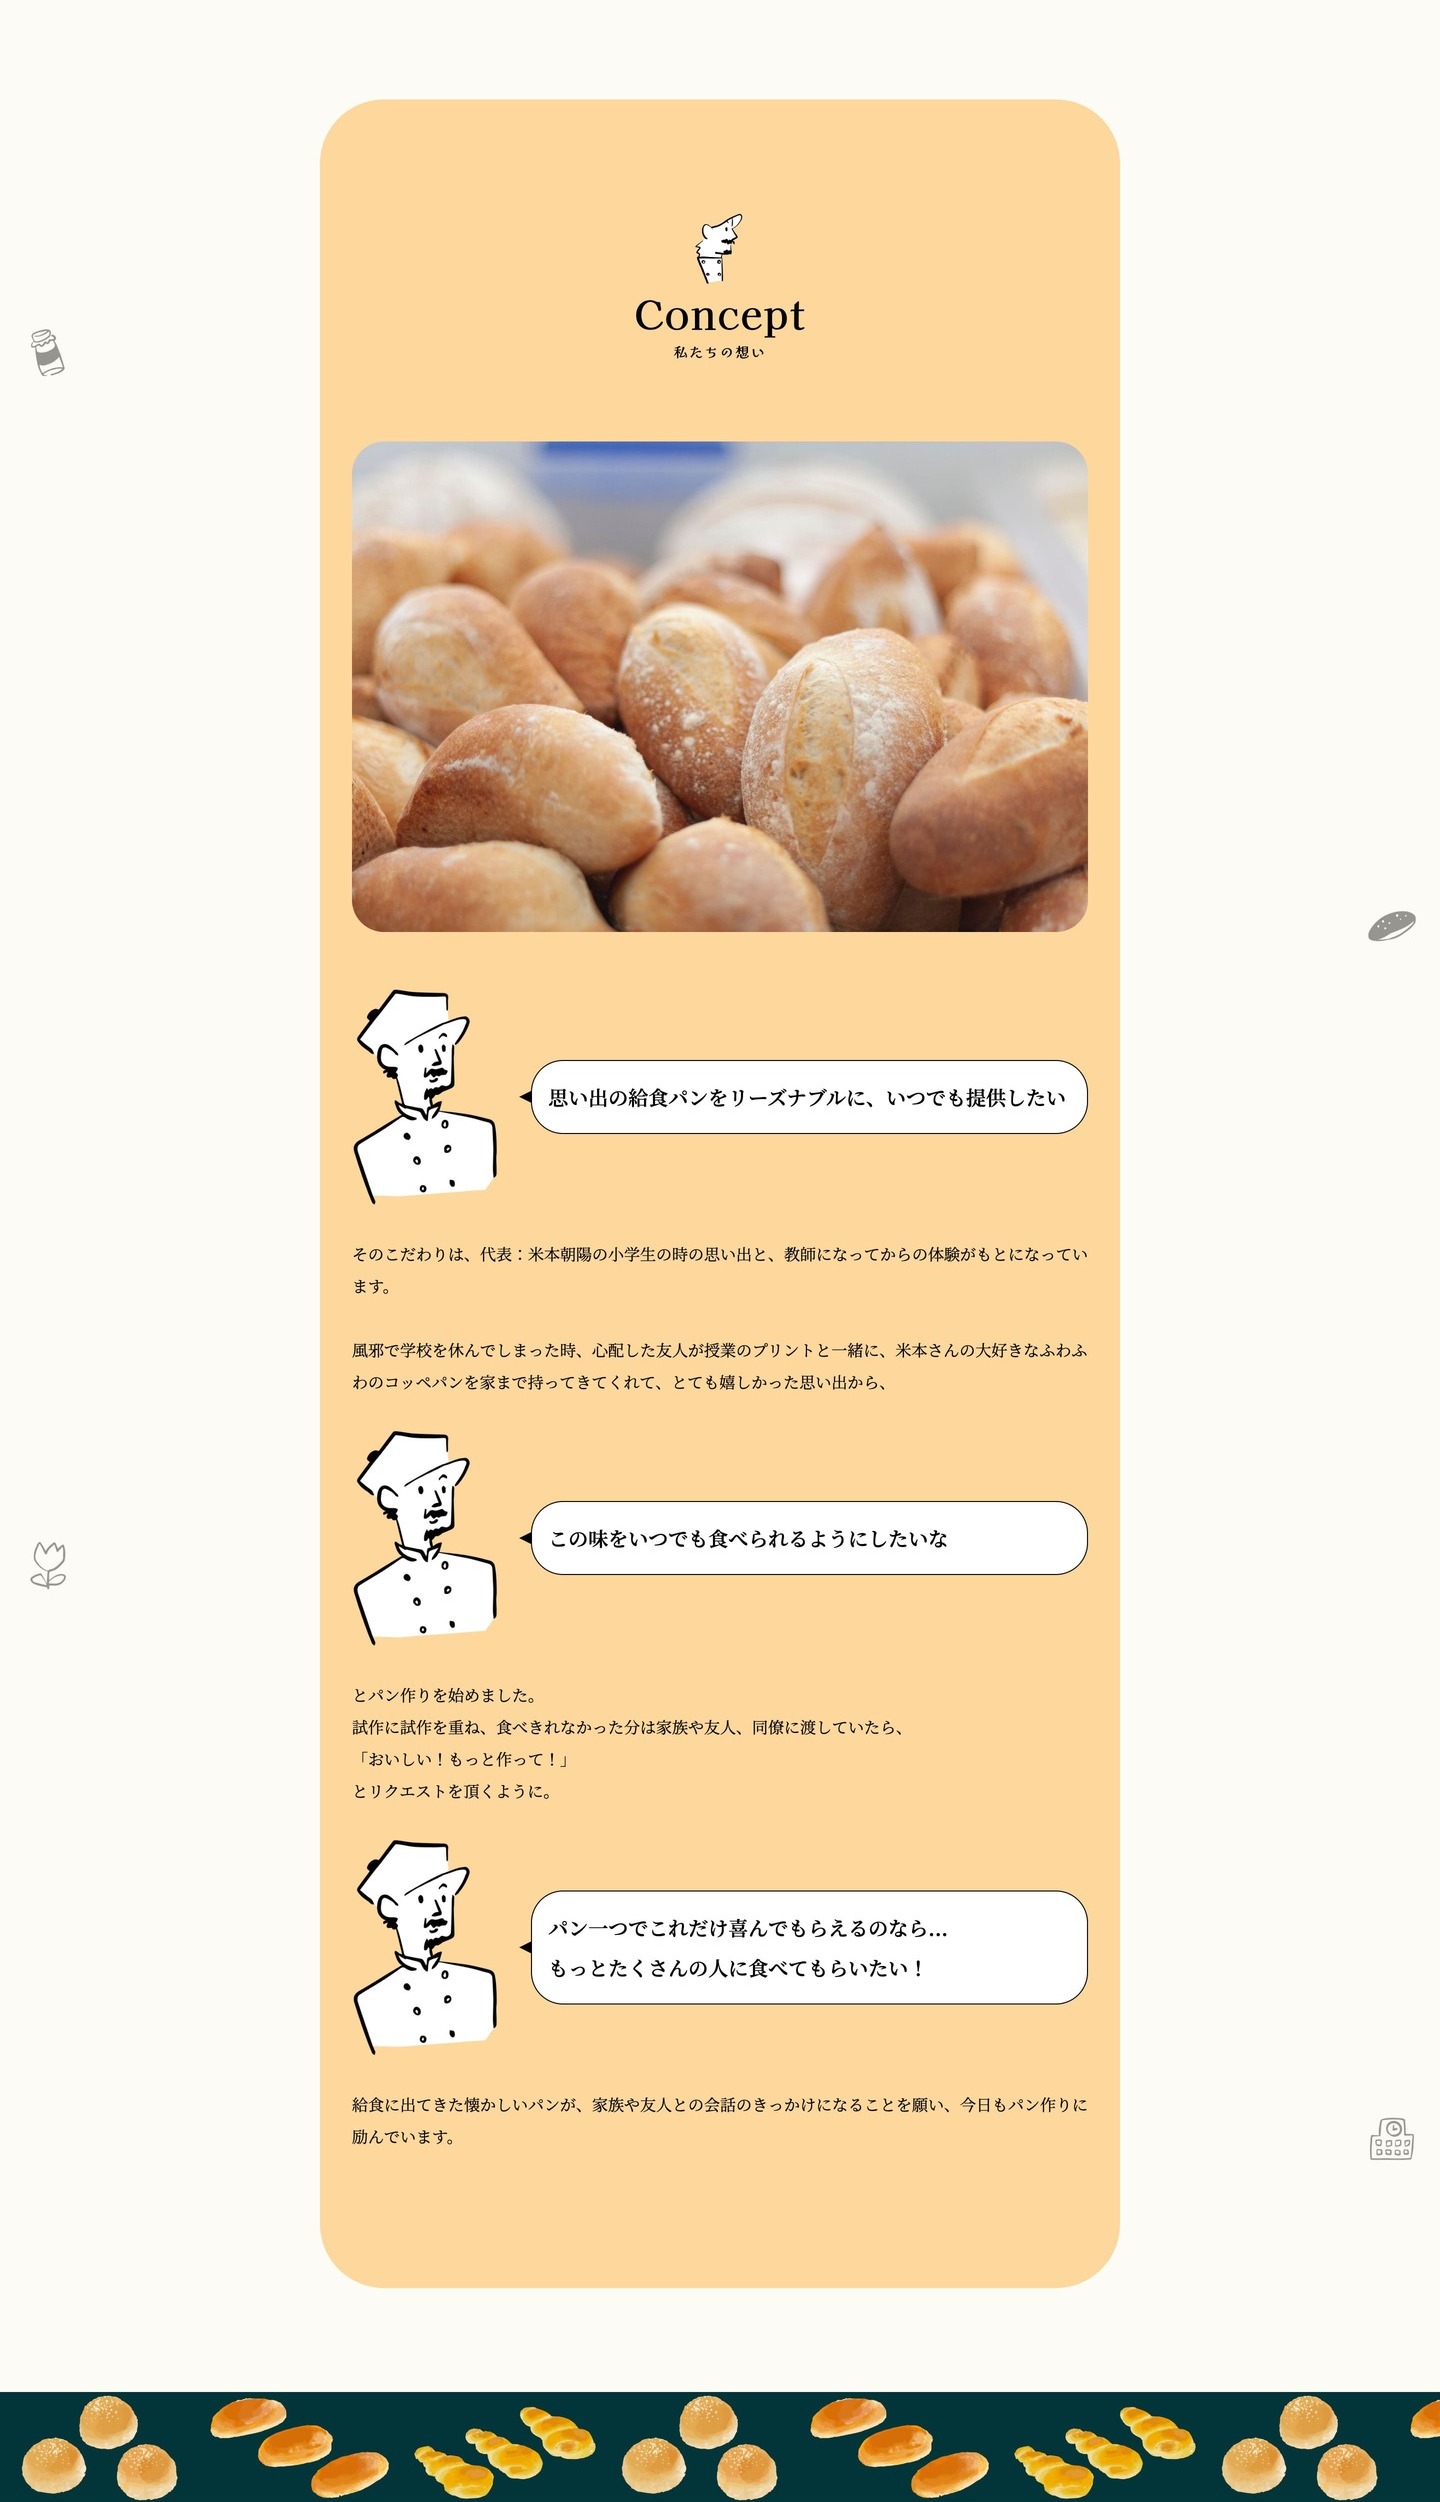 Concept
私たちの想い
思い出の給食パンをリーズナブルに、いつでも提供したい
そのこだわりは、代表：米本朝陽の小学生の時の思い出と、教師になってからの体験がもとになってい
ます。
風邪で学校を休んでしまった時、心配した友人が授業のプリントと一緒に、米本さんの大好きなふわふ
わのコッペパンを家まで持ってきてくれて、とても嬉しかった思い出から、
この味をいつでも食べられるようにしたいな
とパン作りを始めました。
試作に試作を重ね、食べきれなかった分は家族や友人、同僚に渡していたら、
「おいしい！もっと作って！」
とリクエストを頂くように。
パン一つでこれだけ喜んでもらえるのなら…
もっとたくさんの人に食べてもらいたい！
給食に出てきた懐かしいパンが、家族や友人との会話のきっかけになることを願い、今日もパン作りに
励んでいます。